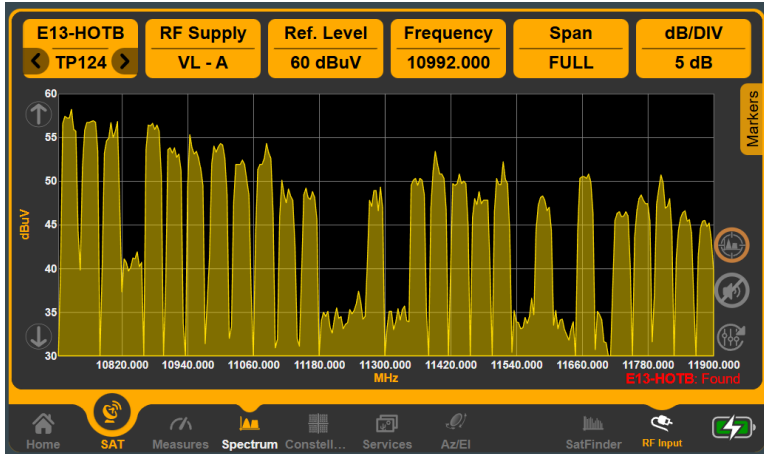 E13-HOTB
TP124
RF Supply
VL - A
Ref. Level
60 dBuV
Frequency
10992.000
Span
FULL
dB/DIV
5 dB
Markers
60
55
50
45
40
35
30
dBuV
10820.000 10940.000 11060.000 11180.000 11300.000 11420.000 11540.000 11660.000 11780.000 11900.000
MHz
E13-HOTB: Found
Home SAT Measures Spectrum Constell... Services Az/El SatFinder RF Input